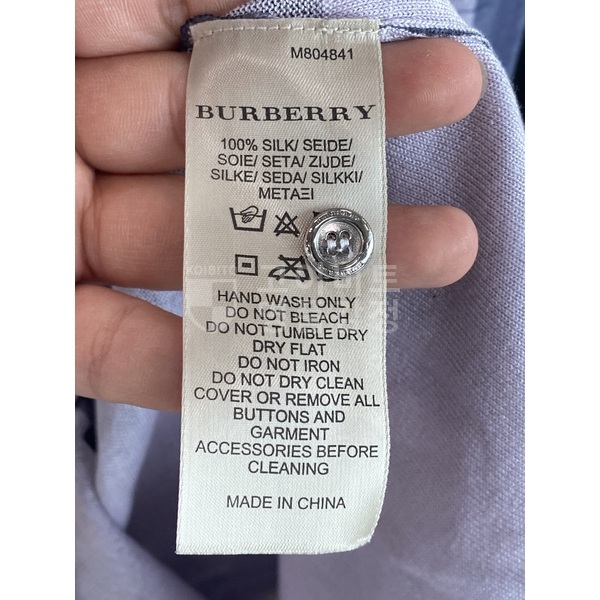 M804841
BURBERRY
100% SILK/ SEIDE/
SOIE/ SETA/ ZIJDE/
SILKE/ SEDA/ SILKKI/
ΜΕΤΑΞΙ
KOIBITO
HAND WASH ONLY
DO NOT BLEACH
DO NOT TUMBLE DRY
DRY FLAT
DO NOT IRON
DO NOT DRY CLEAN
COVER OR REMOVE ALL
BUTTONS AND
GARMENT
ACCESSORIES BEFORE
CLEANING
MADE IN CHINA